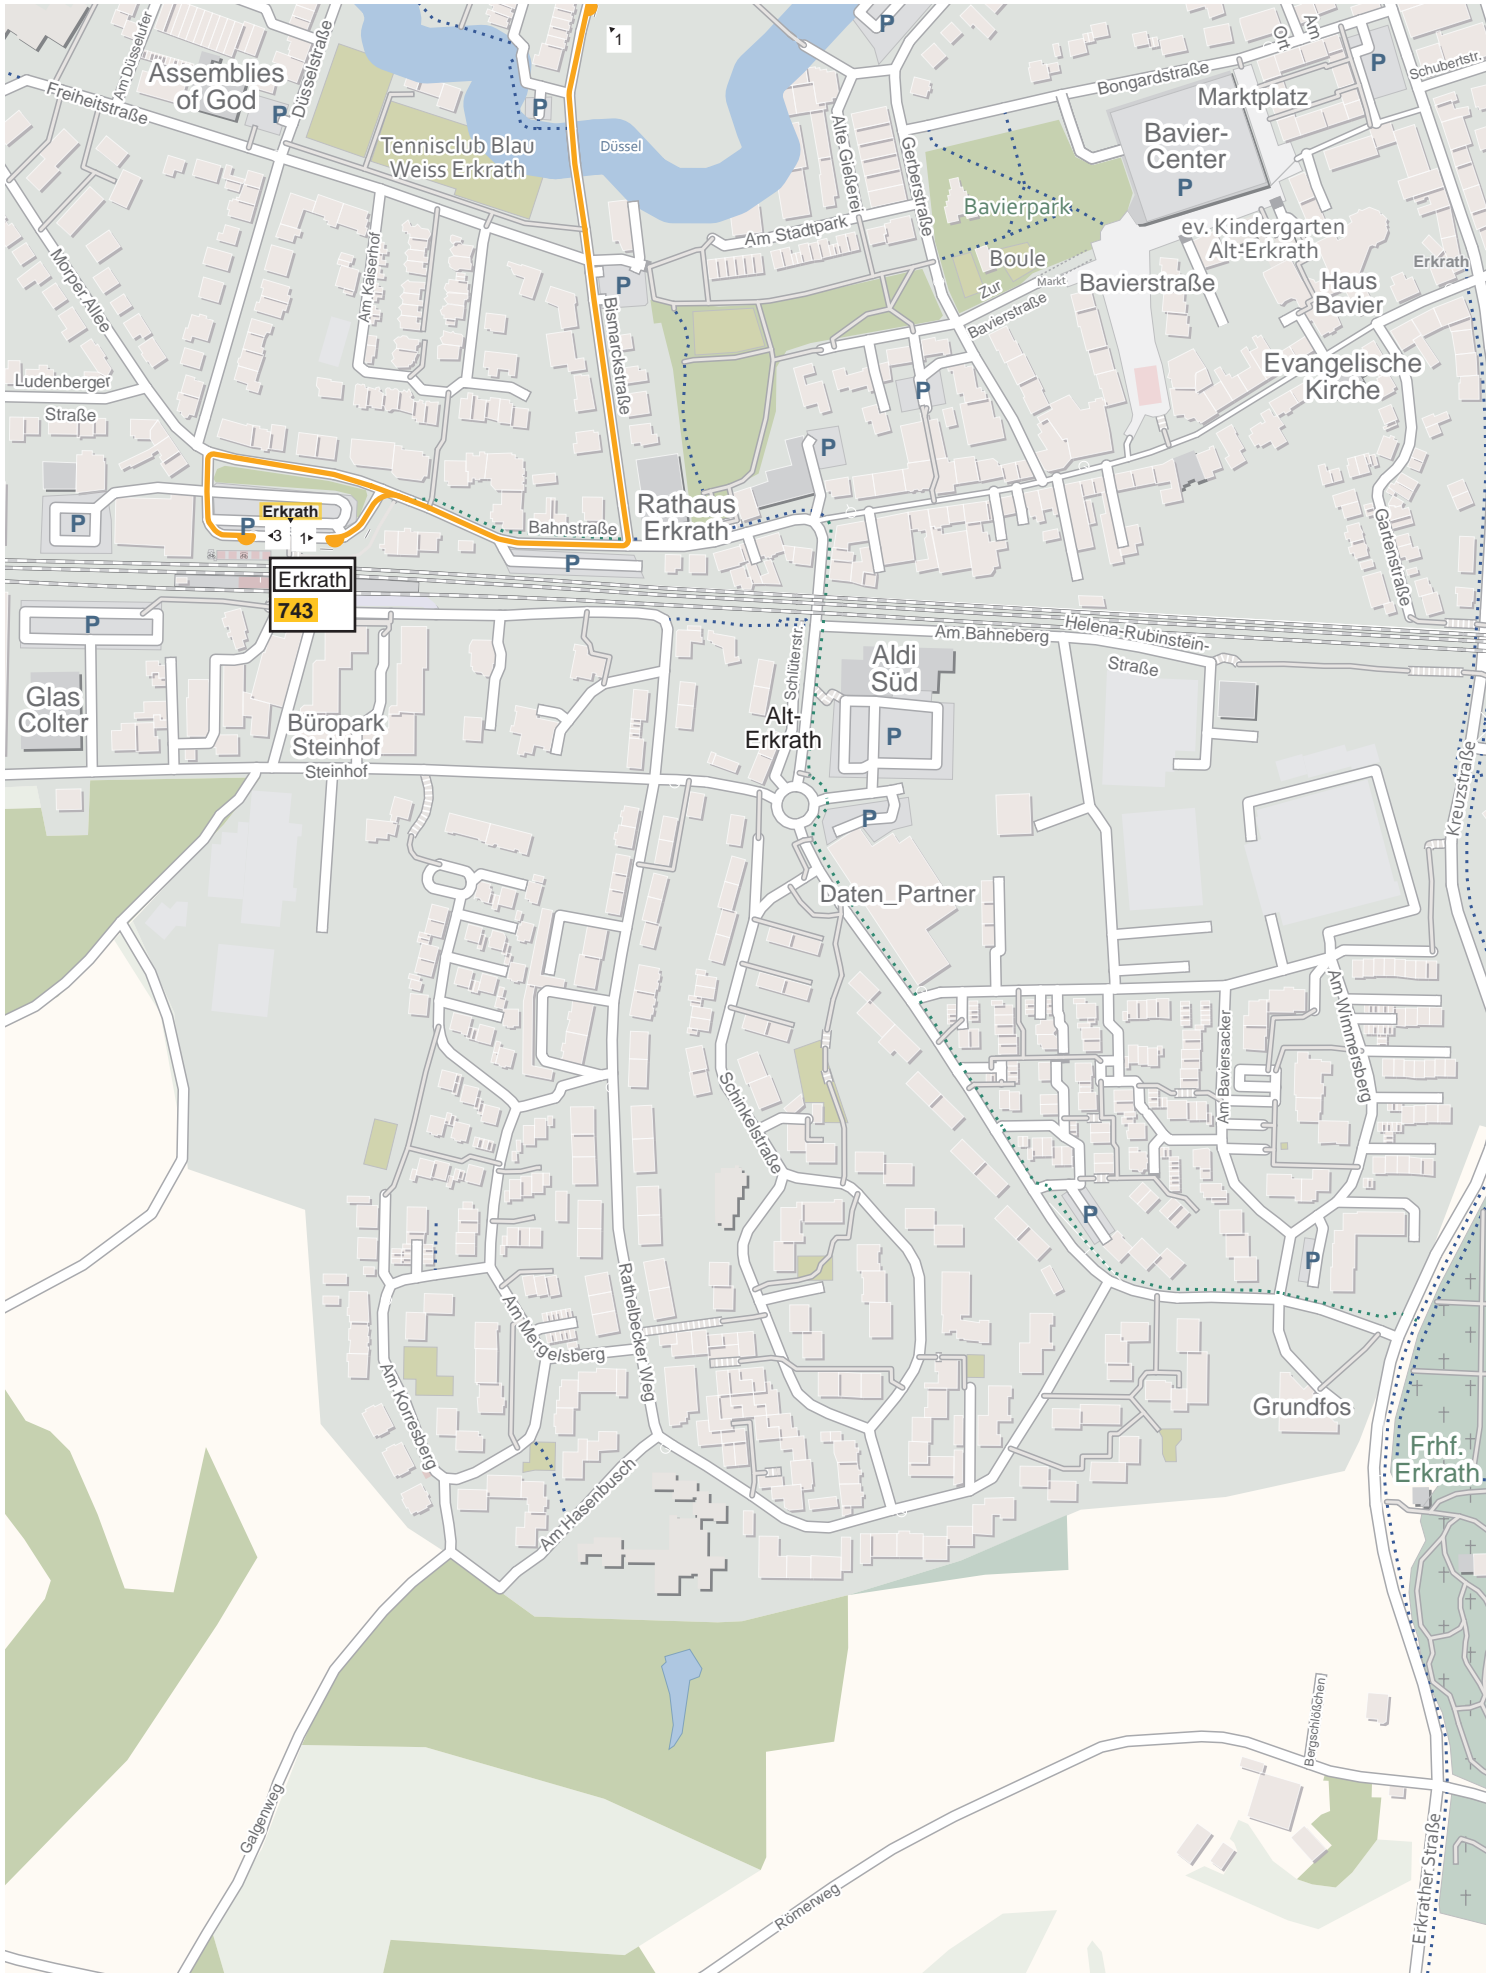 1
P
Am Düsselufer
Düsselstraße
Assemblies
of God
P
Freiheitstraße
P
Tennisclub Blau
Weiss Erkrath
Düssel
Alte Gießerei
Gerberstraße
Bongardstraße
Am
Ort
P
Schubertstr.
Marktplatz
Bavier-
Center
P
Bavierpark
Am Stadtpark
ev. Kindergarten
Alt-Erkrath
Boule
Zur
Markt
Bavierstraße
Bavierstraße
Haus
Bavier
Erkrath
Morper Allee
Am Kaiserhof
Bismarckstraße
P
Ludenberger
Straße
P
Evangelische
Kirche
P
Rathaus
Erkrath
Bahnstraße
P
P
P
Erkrath
3
1
Erkrath
743
Gartenstraße
P
Schlüterstr.
Am Bahneberg
Helena-Rubinstein-
Straße
Aldi
Süd
P
Glas
Colter
Büropark
Steinhof
Steinhof
Alt-
Erkrath
P
Kreuzstraße
Daten_Partner
Am Wimmersberg
Am Baviersacker
Schinkelstraße
P
P
Rathelbecker Weg
Am Mergelsberg
Am Korresberg
Am Hasenbusch
Grundfos
Frhf.
Erkrath
Bergschlößchen
Galgenweg
Römerweg
Erkrather Straße